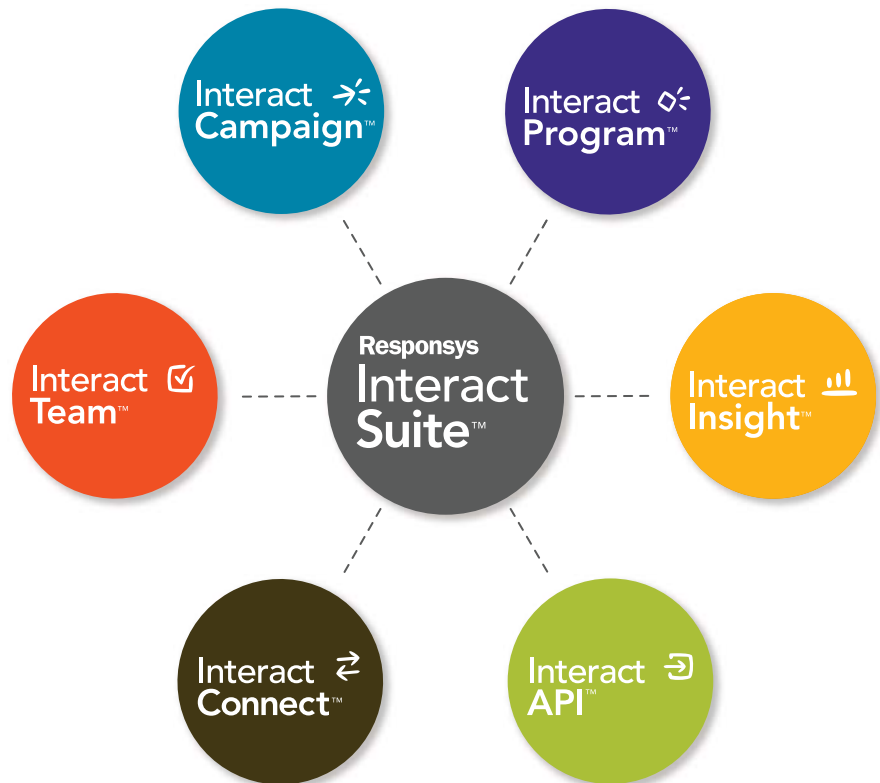 Interact
Campaign™
Interact
Program™
Responsys
Interact
Suite™
Interact
Team™
Interact
Insight™
Interact
Connect™
Interact
API™